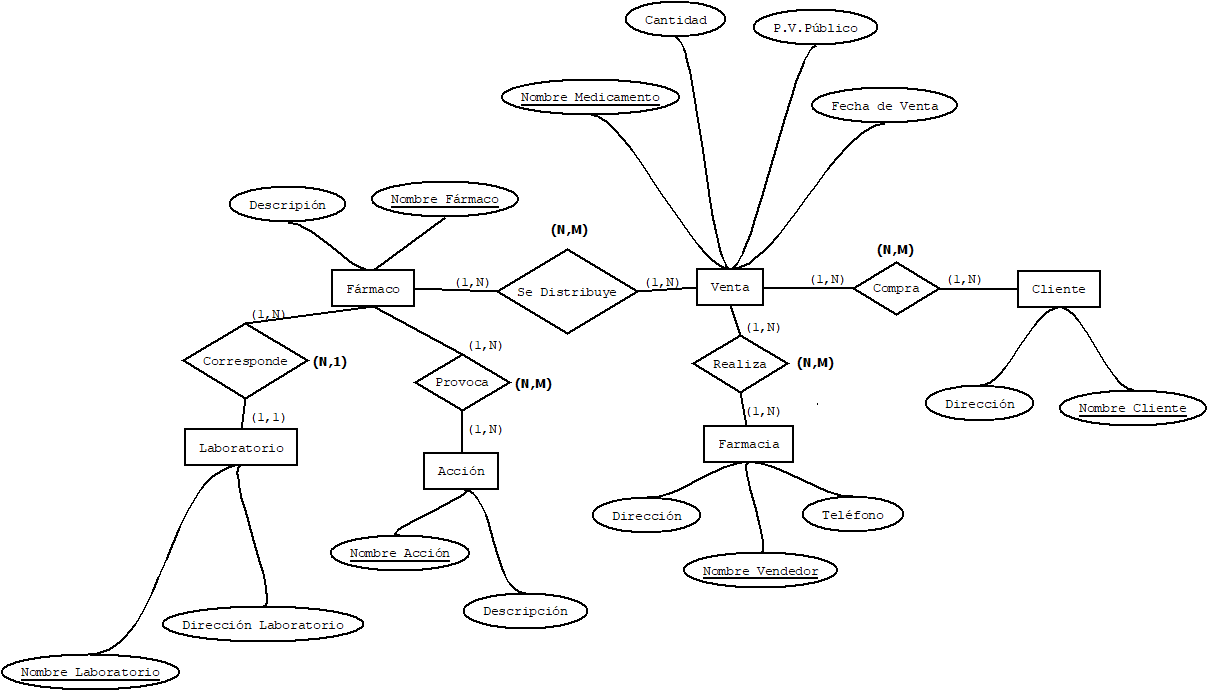 Cantidad
P.V.Público
Nombre Medicamento
Fecha de Venta
Descripión
Nombre Fármaco
(N,M)
(N,M)
Fármaco
(1,N)
Se Distribuye
(1,N)
Venta
(1,N)
Compra
(1,N)
Cliente
(1,N)
(1,N)
(1,N)
Corresponde
(N,1)
Provoca
(N,M)
Realiza
(N,M)
(1,1)
(1,N)
(1,N)
Dirección
Nombre Cliente
Laboratorio
Acción
Farmacia
Dirección
Teléfono
Nombre Acción
Nombre Vendedor
Descripción
Dirección Laboratorio
Nombre Laboratorio